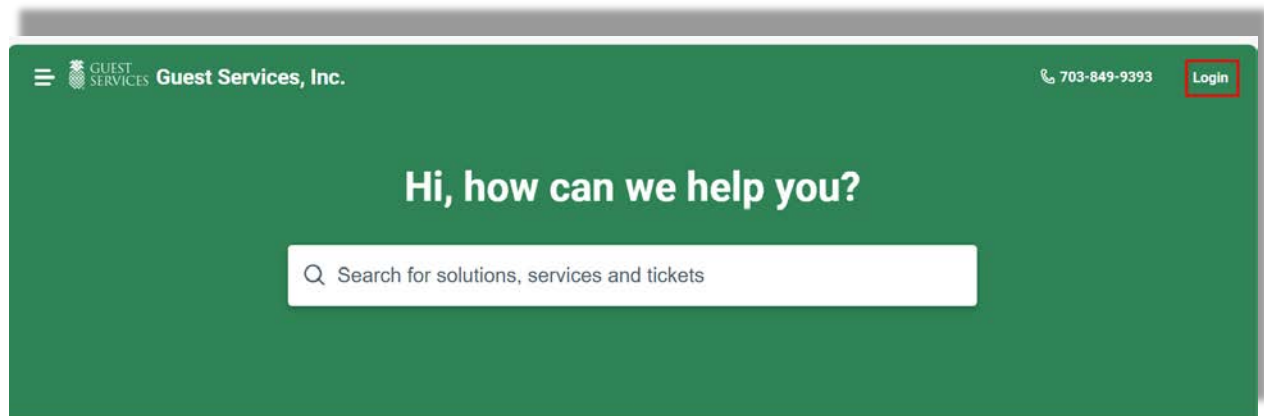 GUEST SERVICES Guest Services, Inc.
703-849-9393
Login
Hi, how can we help you?
Search for solutions, services and tickets